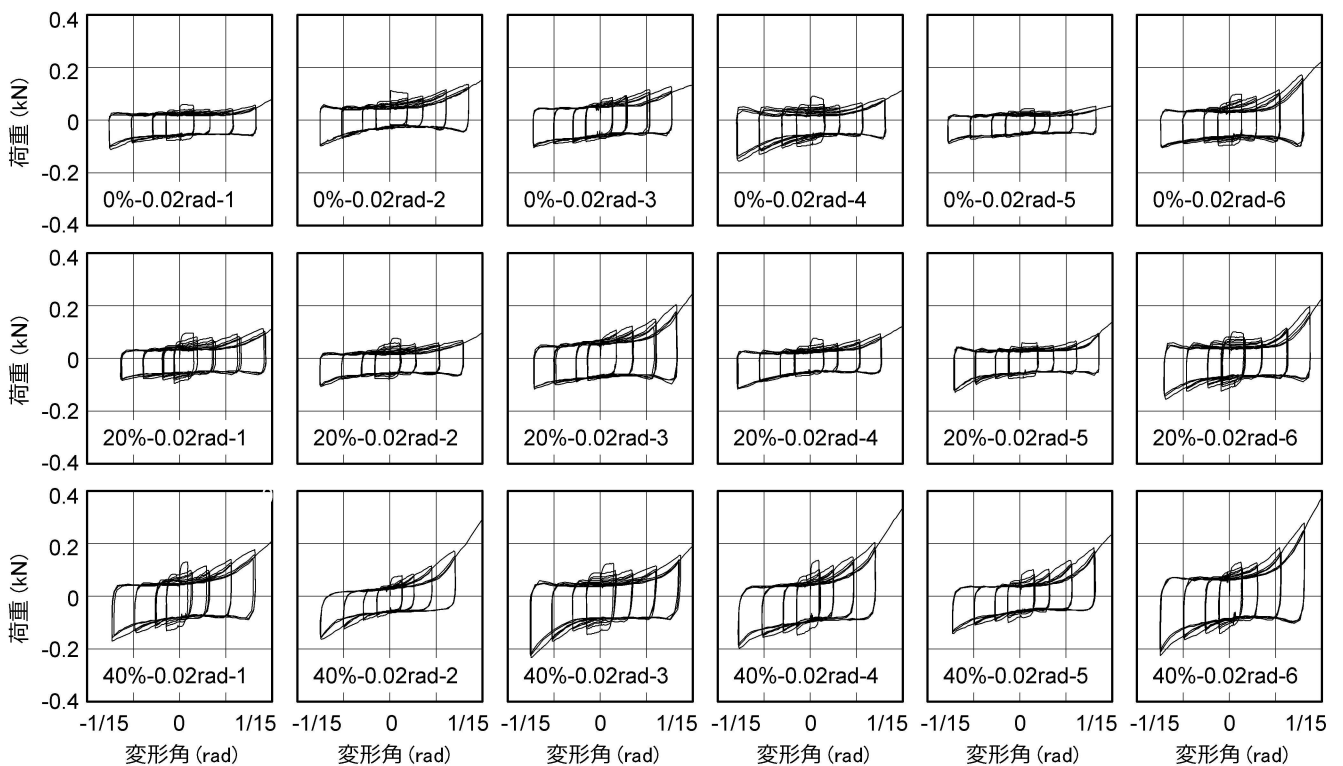 0.4
0.2
0
-0.2
-0.4
荷重 (kN)
0%-0.02rad-1
0%-0.02rad-2
0%-0.02rad-3
0%-0.02rad-4
0%-0.02rad-5
0%-0.02rad-6
0.4
0.2
0
-0.2
-0.4
荷重 (kN)
20%-0.02rad-1
20%-0.02rad-2
20%-0.02rad-3
20%-0.02rad-4
20%-0.02rad-5
20%-0.02rad-6
0.4
0.2
0
-0.2
-0.4
荷重 (kN)
40%-0.02rad-1
40%-0.02rad-2
40%-0.02rad-3
40%-0.02rad-4
40%-0.02rad-5
40%-0.02rad-6
-1/15 0 1/15
-1/15 0 1/15
-1/15 0 1/15
-1/15 0 1/15
-1/15 0 1/15
-1/15 0 1/15
変形角 (rad)
変形角 (rad)
変形角 (rad)
変形角 (rad)
変形角 (rad)
変形角 (rad)